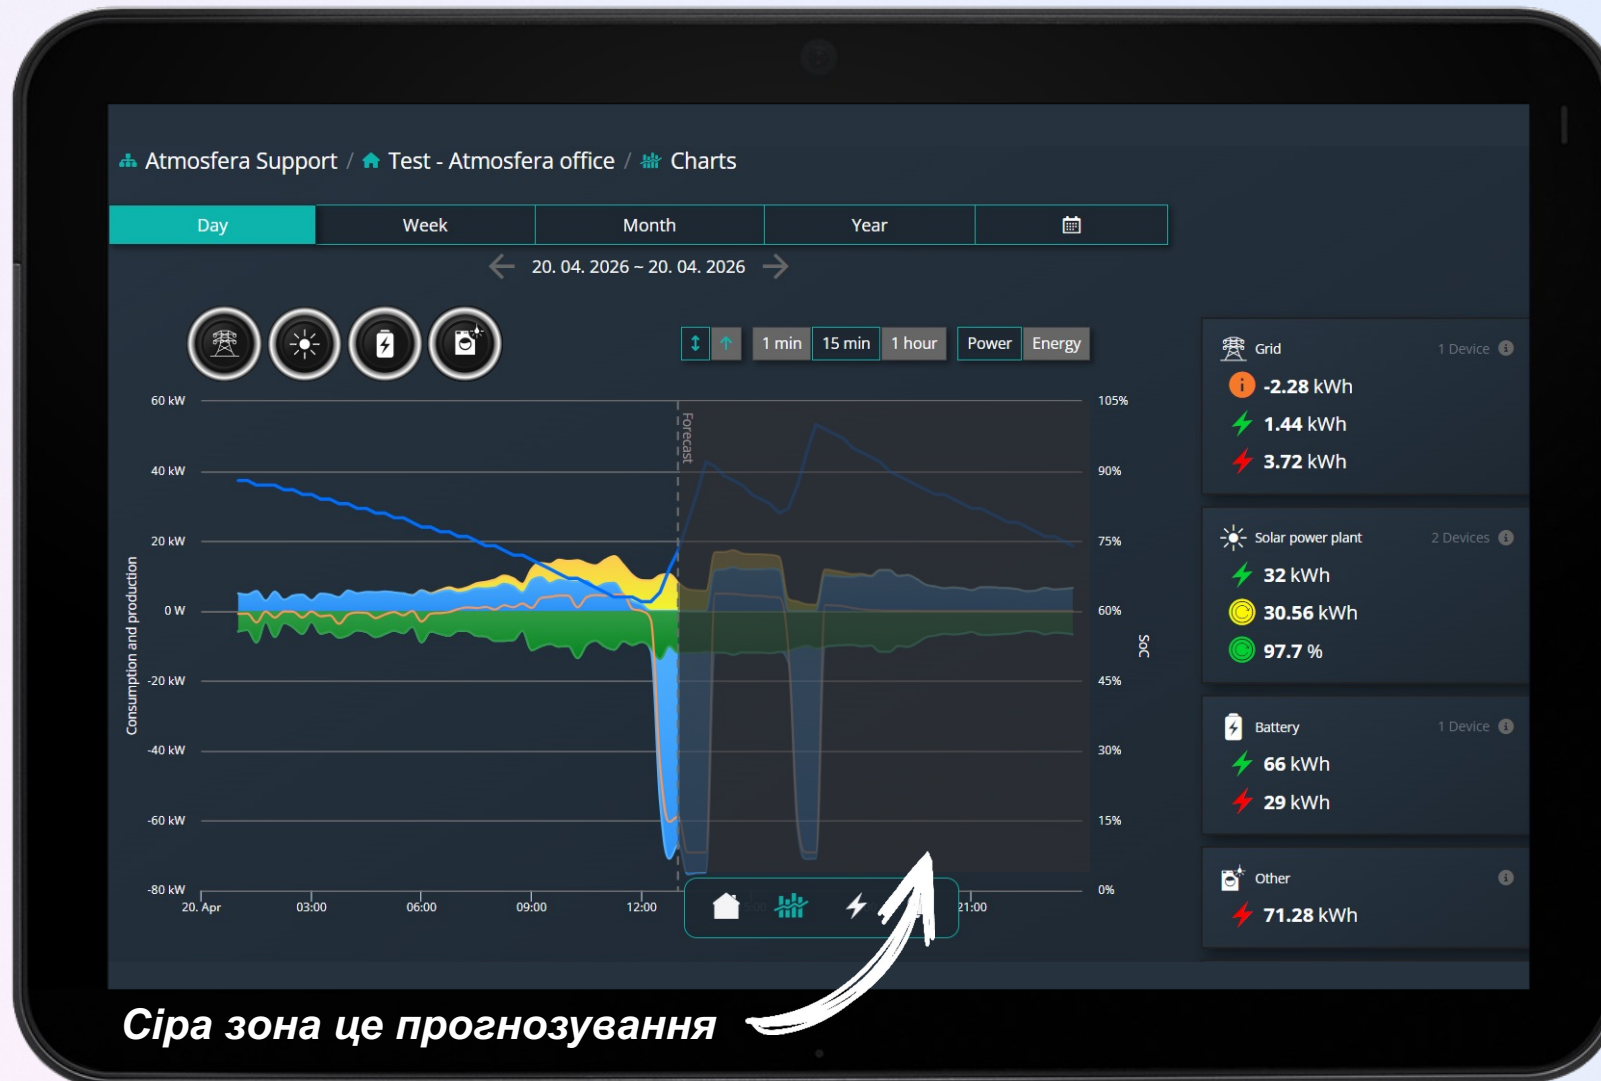 Atmosfera Support / Test - Atmosfera office / Charts
Day Week Month Year
20. 04. 2026 ~ 20. 04. 2026
1 min 15 min 1 hour Power Energy
60 kW
40 kW
20 kW
0 W
-20 kW
-40 kW
-60 kW
-80 kW
Consumption and production
Forecast
105%
90%
75%
60%
45%
30%
15%
0%
SoC
20. Apr 03:00 06:00 09:00 12:00 21:00
Grid 1 Device
-2.28 kWh
1.44 kWh
3.72 kWh
Solar power plant 2 Devices
32 kWh
30.56 kWh
97.7 %
Battery 1 Device
66 kWh
29 kWh
Other
71.28 kWh
Сіра зона це прогнозування